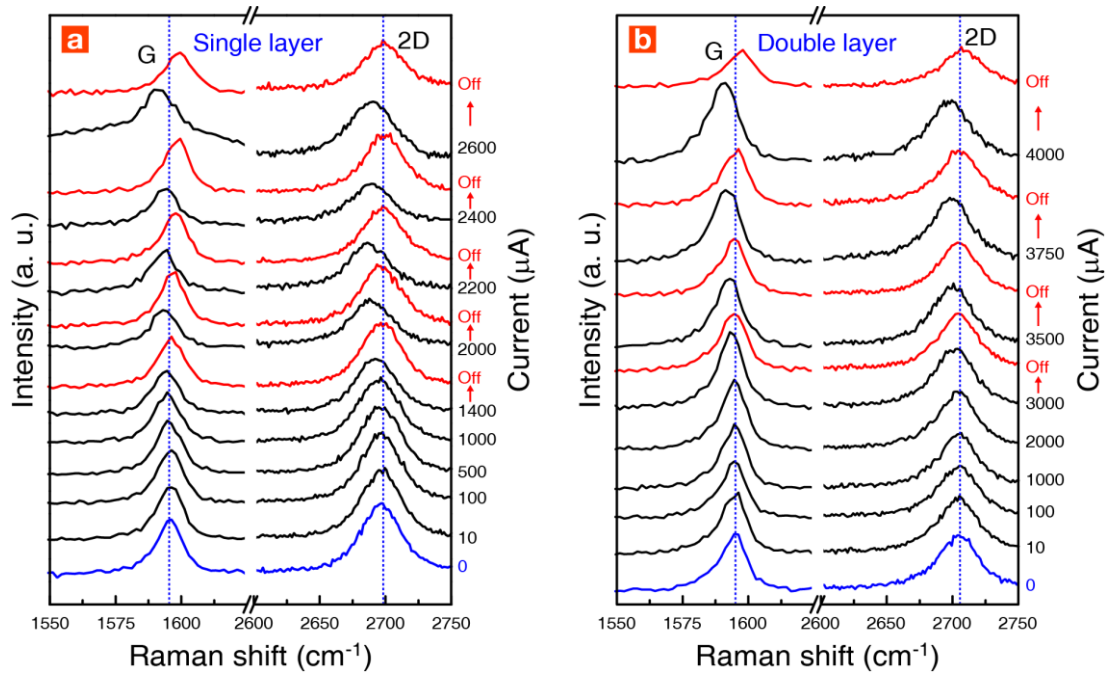 a
Single layer
G
2D
Off
2600
Off
2400
Off
2200
Off
2000
Off
1400
1000
500
100
10
0
Intensity (a. u.)
Current (µA)
1550 1575 1600 2650 2700 2750
Raman shift (cm-1)
b
Double layer
G
2D
Off
4000
Off
3750
Off
3500
Off
3000
2000
1000
100
10
0
Intensity (a. u.)
Current (µA)
1550 1575 1600 2650 2700 2750
Raman shift (cm-1)